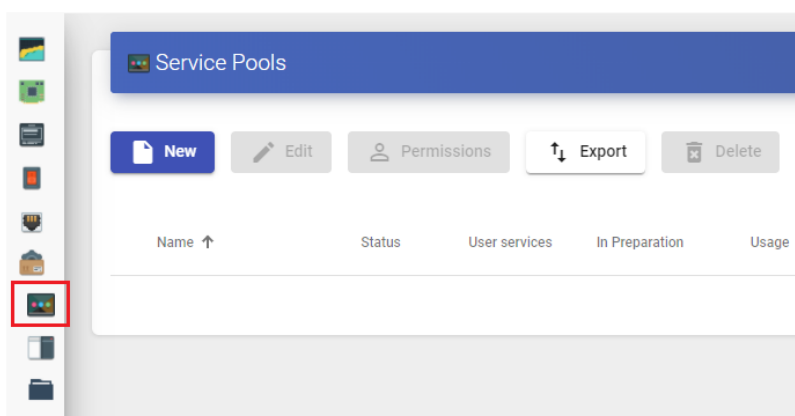 Service Pools
New Edit Permissions Export Delete
Name Status User services In Preparation Usage